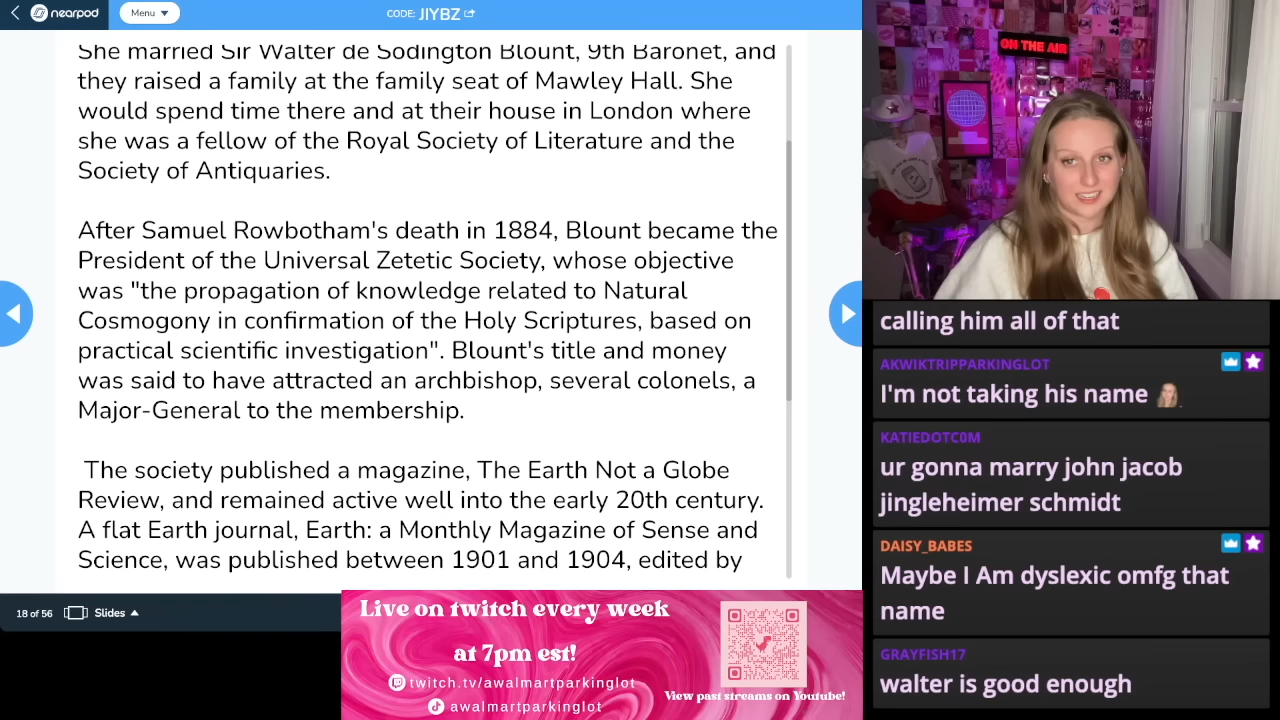 nearpod
Menu
CODE: JIYBZ
She married Sir Walter de Sodington Blount, 9th Baronet, and
they raised a family at the family seat of Mawley Hall. She
would spend time there and at their house in London where
she was a fellow of the Royal Society of Literature and the
Society of Antiquaries.
After Samuel Rowbotham's death in 1884, Blount became the
President of the Universal Zetetic Society, whose objective
was "the propagation of knowledge related to Natural
Cosmogony in confirmation of the Holy Scriptures, based on
practical scientific investigation". Blount's title and money
was said to have attracted an archbishop, several colonels, a
Major-General to the membership.
The society published a magazine, The Earth Not a Globe
Review, and remained active well into the early 20th century.
A flat Earth journal, Earth: a Monthly Magazine of Sense and
Science, was published between 1901 and 1904, edited by
18 of 56
Slides
Live on twitch every week
at 7pm est!
twitch.tv/awalmartparkinglot
awalmartparkinglot
View past streams on Youtube!
ON THE AIR
calling him all of that
AKWIKTRIPPARKINGLOT
I'm not taking his name
KATIEDOTC0M
ur gonna marry john jacob
jingleheimer schmidt
DAISY_BABES
Maybe I Am dyslexic omfg that
name
GRAYFISH17
walter is good enough